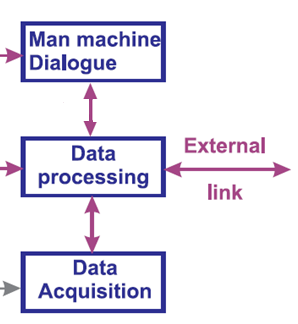 Man machine
Dialogue
Data
processing
External
link
Data
Acquisition